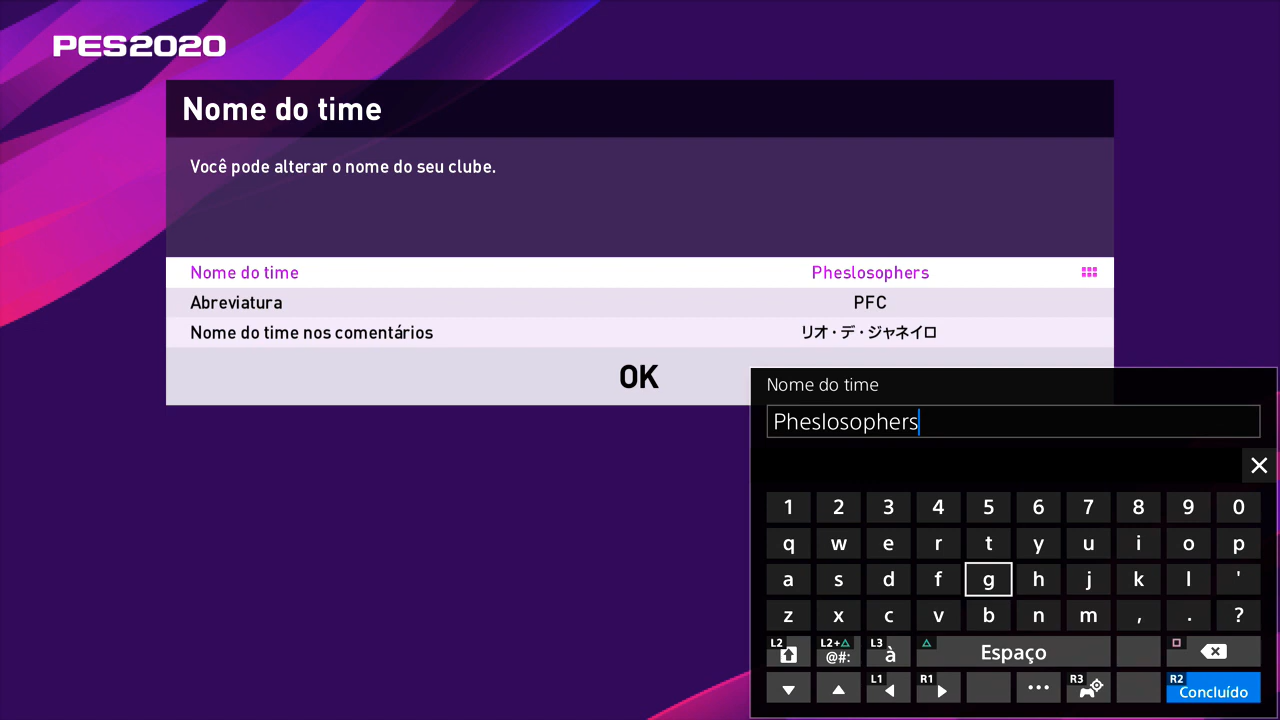 PES2020
Nome do time
Você pode alterar o nome do seu clube.
Nome do time Pheslosophers
Abreviatura PFC
Nome do time nos comentários リオ・デ・ジャネイロ
OK
Nome do time
Pheslosophers
1 2 3 4 5 6 7 8 9 0
q w e r t y u i o p
a s d f g h j k l '
z x c v b n m , . ?
L2 L2+△ @#: L3 à △ Espaço
L1 R1 ... R3 R2 Concluído